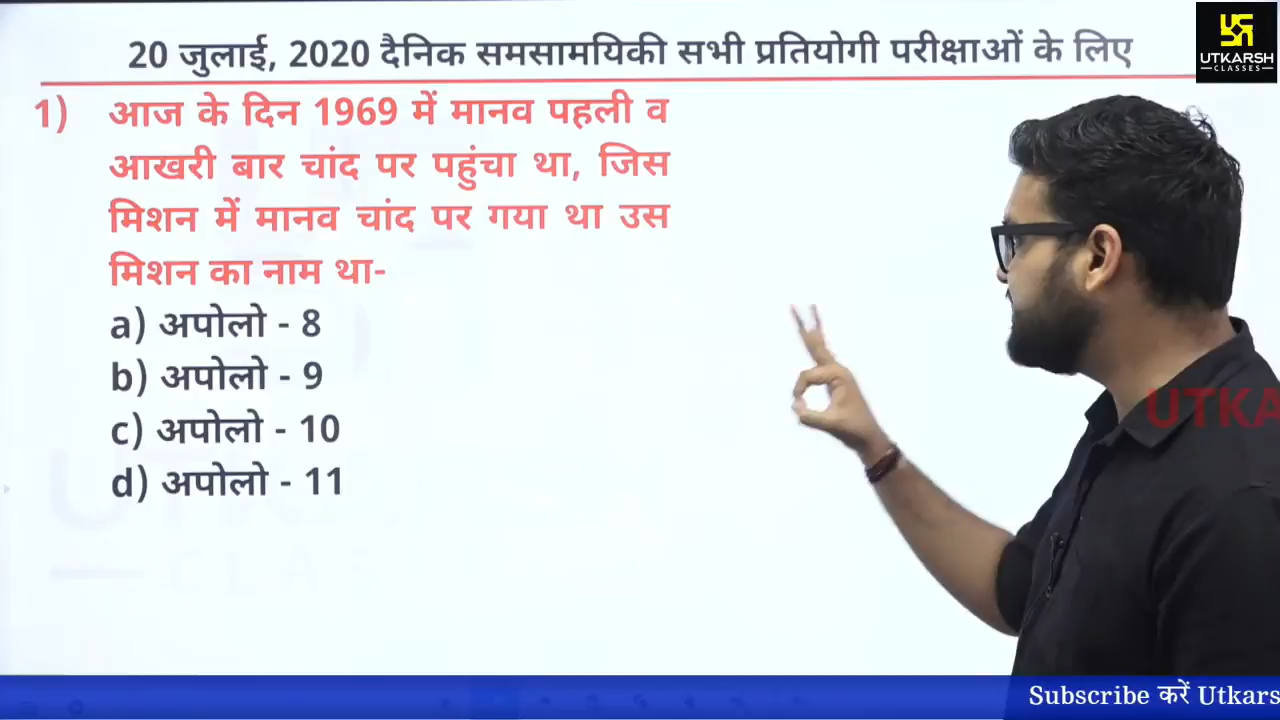 20 जुलाई, 2020 दैनिक समसामयिकी सभी प्रतियोगी परीक्षाओं के लिए
UTKARSH
CLASSES
1) आज के दिन 1969 में मानव पहली व
आखरी बार चांद पर पहुंचा था, जिस
मिशन में मानव चांद पर गया था उस
मिशन का नाम था-
a) अपोलो - 8
b) अपोलो - 9
c) अपोलो - 10
d) अपोलो - 11
UTKA
Subscribe करें Utkars